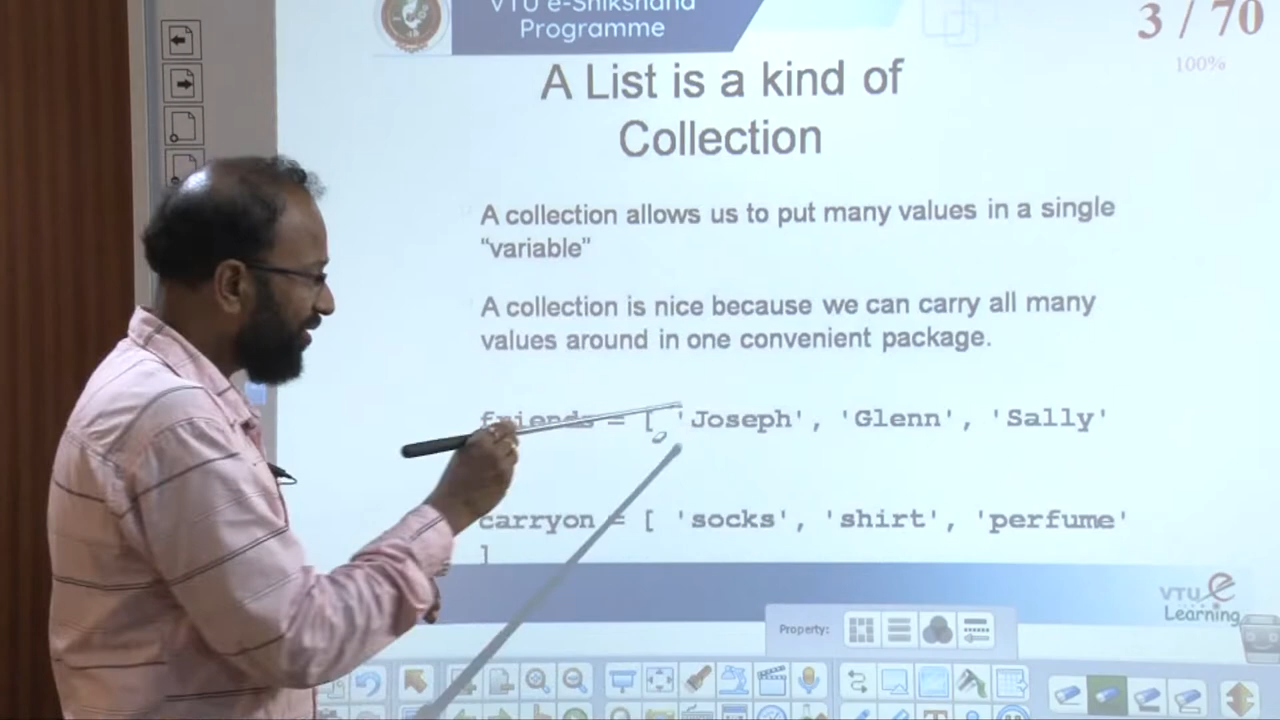 VTU e-Shikshana
Programme
3 / 70
100%
A List is a kind of
Collection
A collection allows us to put many values in a single
“variable”
A collection is nice because we can carry all many
values around in one convenient package.
friends = [ 'Joseph', 'Glenn', 'Sally'
carryon = [ 'socks', 'shirt', 'perfume'
]
VTU e
Learning
Property: